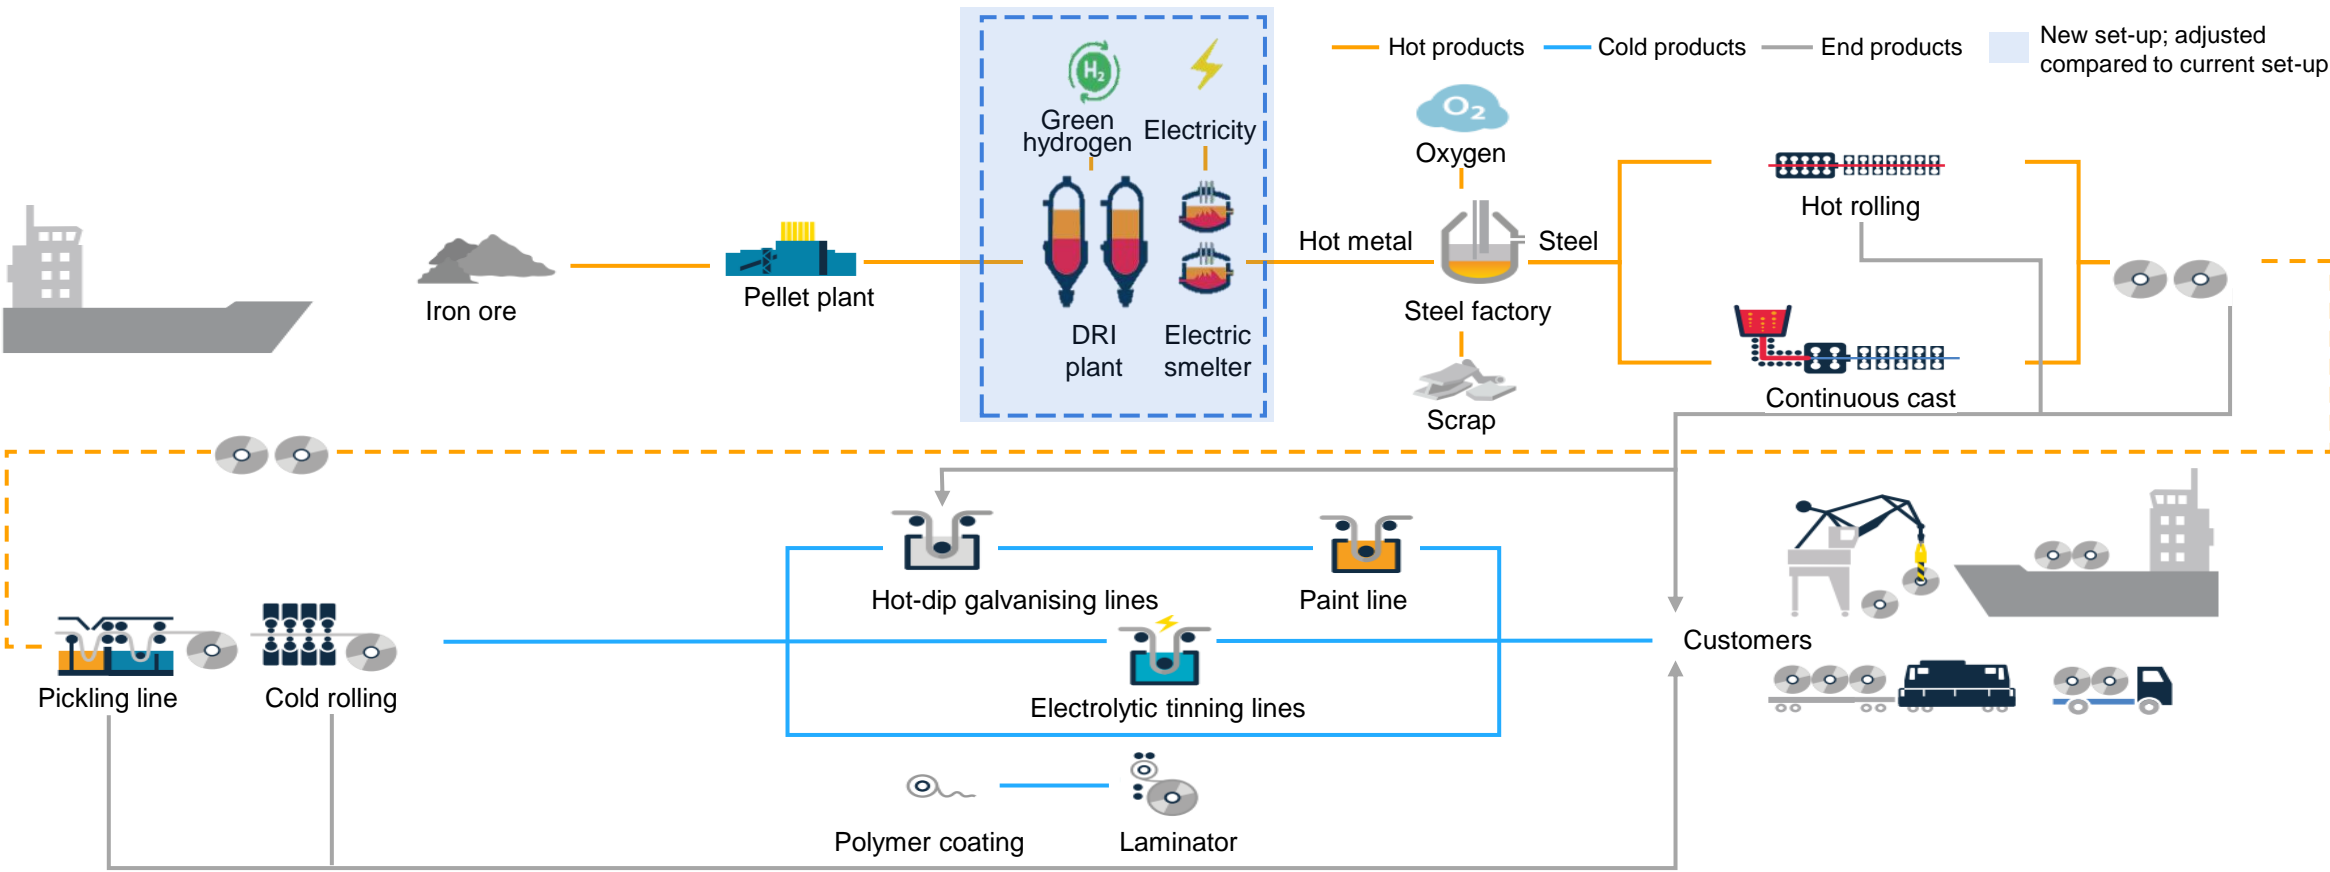 Hot products
Cold products
End products
New set-up; adjusted
compared to current set-up
H2
Green
hydrogen
Electricity
O2
Oxygen
Hot rolling
Hot metal
Steel
Iron ore
Pellet plant
DRI
plant
Electric
smelter
Steel factory
Scrap
Continuous cast
Hot-dip galvanising lines
Paint line
Customers
Pickling line
Cold rolling
Electrolytic tinning lines
Polymer coating
Laminator